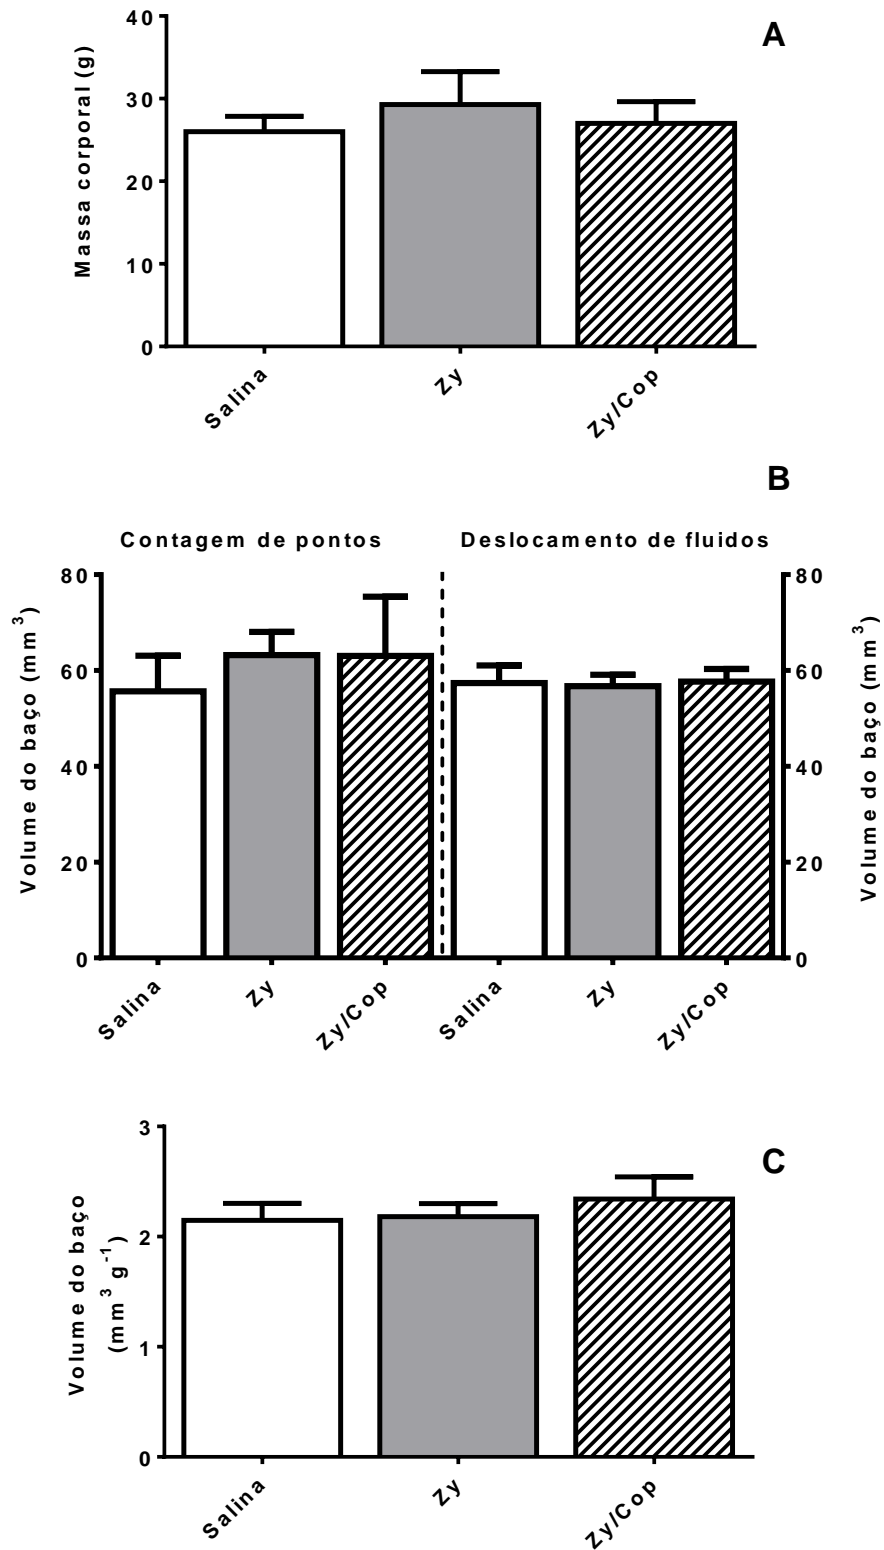 A
Massa corporal (g)
40
30
20
10
0
Salina
Zy
Zy/Cop
B
Contagem de pontos
Deslocamento de fluidos
Volume do baço (mm³)
80
60
40
20
0
80
60
40
20
0
Volume do baço (mm³)
Salina
Zy
Zy/Cop
Salina
Zy
Zy/Cop
C
Volume do baço
(mm³ g⁻¹)
3
2
1
0
Salina
Zy
Zy/Cop